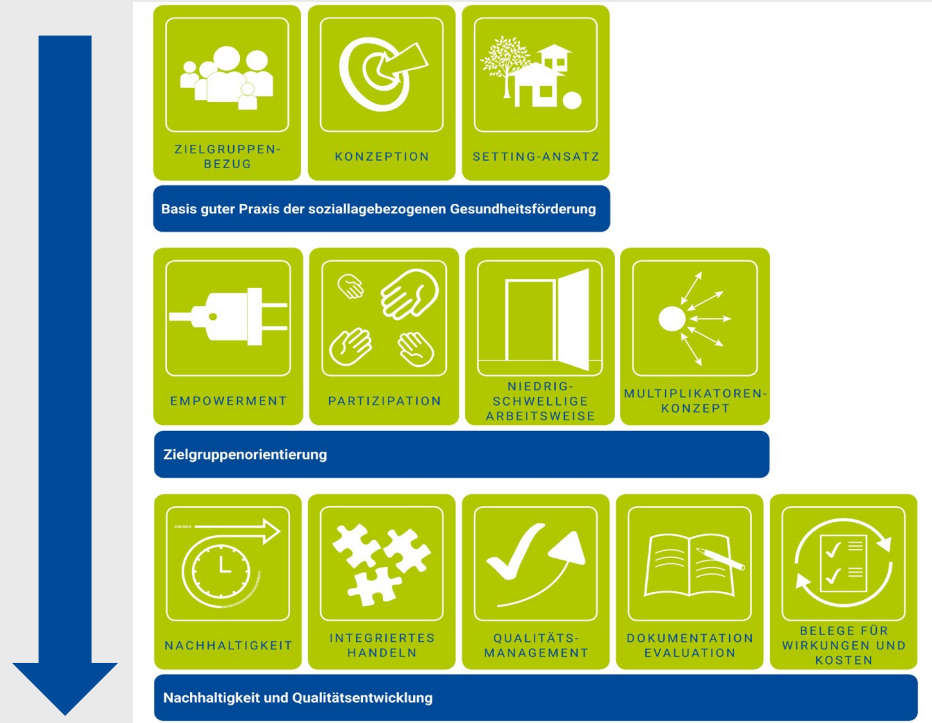 ZIELGRUPPEN-
BEZUG
KONZEPTION
SETTING-ANSATZ
Basis guter Praxis der soziallagebezogenen Gesundheitsförderung
EMPOWERMENT
PARTIZIPATION
NIEDRIG-
SCHWELLIGE
ARBEITSWEISE
MULTIPLIKATOREN-
KONZEPT
Zielgruppenorientierung
NACHHALTIGKEIT
INTEGRIERTES
HANDELN
QUALITÄTS-
MANAGEMENT
DOKUMENTATION
EVALUATION
BELEGE FÜR
WIRKUNGEN UND
KOSTEN
Nachhaltigkeit und Qualitätsentwicklung